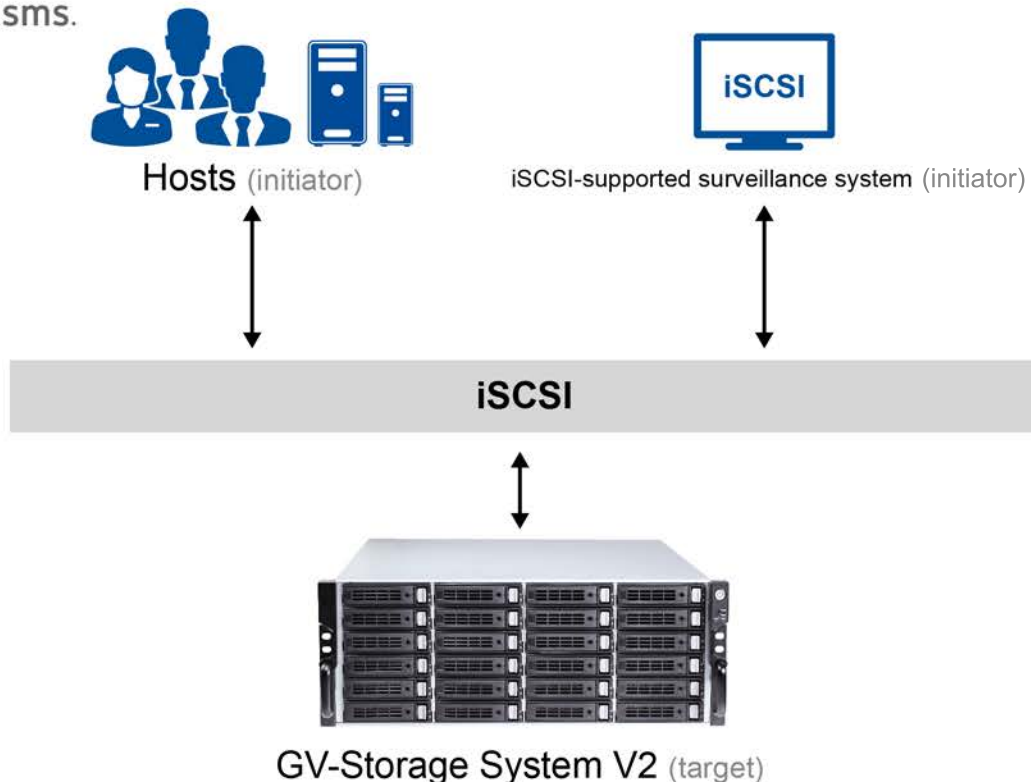 sms.
iSCSI
Hosts (initiator)
iSCSI-supported surveillance system (initiator)
iSCSI
GV-Storage System V2 (target)